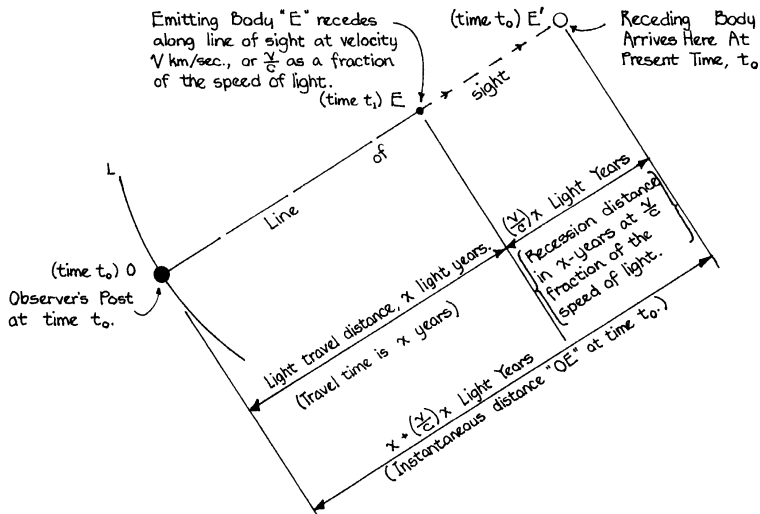 Emitting Body "E" recedes
along line of sight at velocity
V km/sec., or V/c as a fraction
of the speed of light.
(time t₁) E
(time t₀) E'
Receding Body
Arrives Here At
Present Time, t₀
sight
of
Line
L
(time t₀) O
Observer's Post
at time t₀.
(V/c)x Light Years
(Recession distance
in x-years at V/c
fraction of the
speed of light.)
Light travel distance, x light years.
(Travel time is x years)
x + (V/c)x Light Years
(Instantaneous distance "OE" at time t₀.)